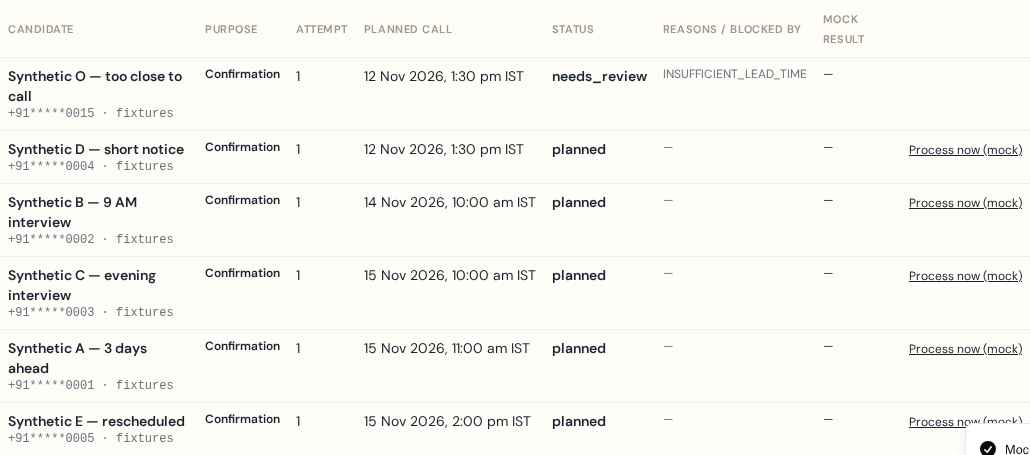 CANDIDATE PURPOSE ATTEMPT PLANNED CALL STATUS REASONS / BLOCKED BY MOCK RESULT
Synthetic O — too close to call
+91*****0015 · fixtures
Confirmation 1 12 Nov 2026, 1:30 pm IST needs_review INSUFFICIENT_LEAD_TIME —
Synthetic D — short notice
+91*****0004 · fixtures
Confirmation 1 12 Nov 2026, 1:30 pm IST planned — — Process now (mock)
Synthetic B — 9 AM interview
+91*****0002 · fixtures
Confirmation 1 14 Nov 2026, 10:00 am IST planned — — Process now (mock)
Synthetic C — evening interview
+91*****0003 · fixtures
Confirmation 1 15 Nov 2026, 10:00 am IST planned — — Process now (mock)
Synthetic A — 3 days ahead
+91*****0001 · fixtures
Confirmation 1 15 Nov 2026, 11:00 am IST planned — — Process now (mock)
Synthetic E — rescheduled
+91*****0005 · fixtures
Confirmation 1 15 Nov 2026, 2:00 pm IST planned — — Process now (mock)